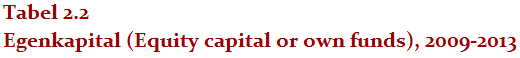 Tabel 2.2
Egenkapital (Equity capital or own funds), 2009-2013